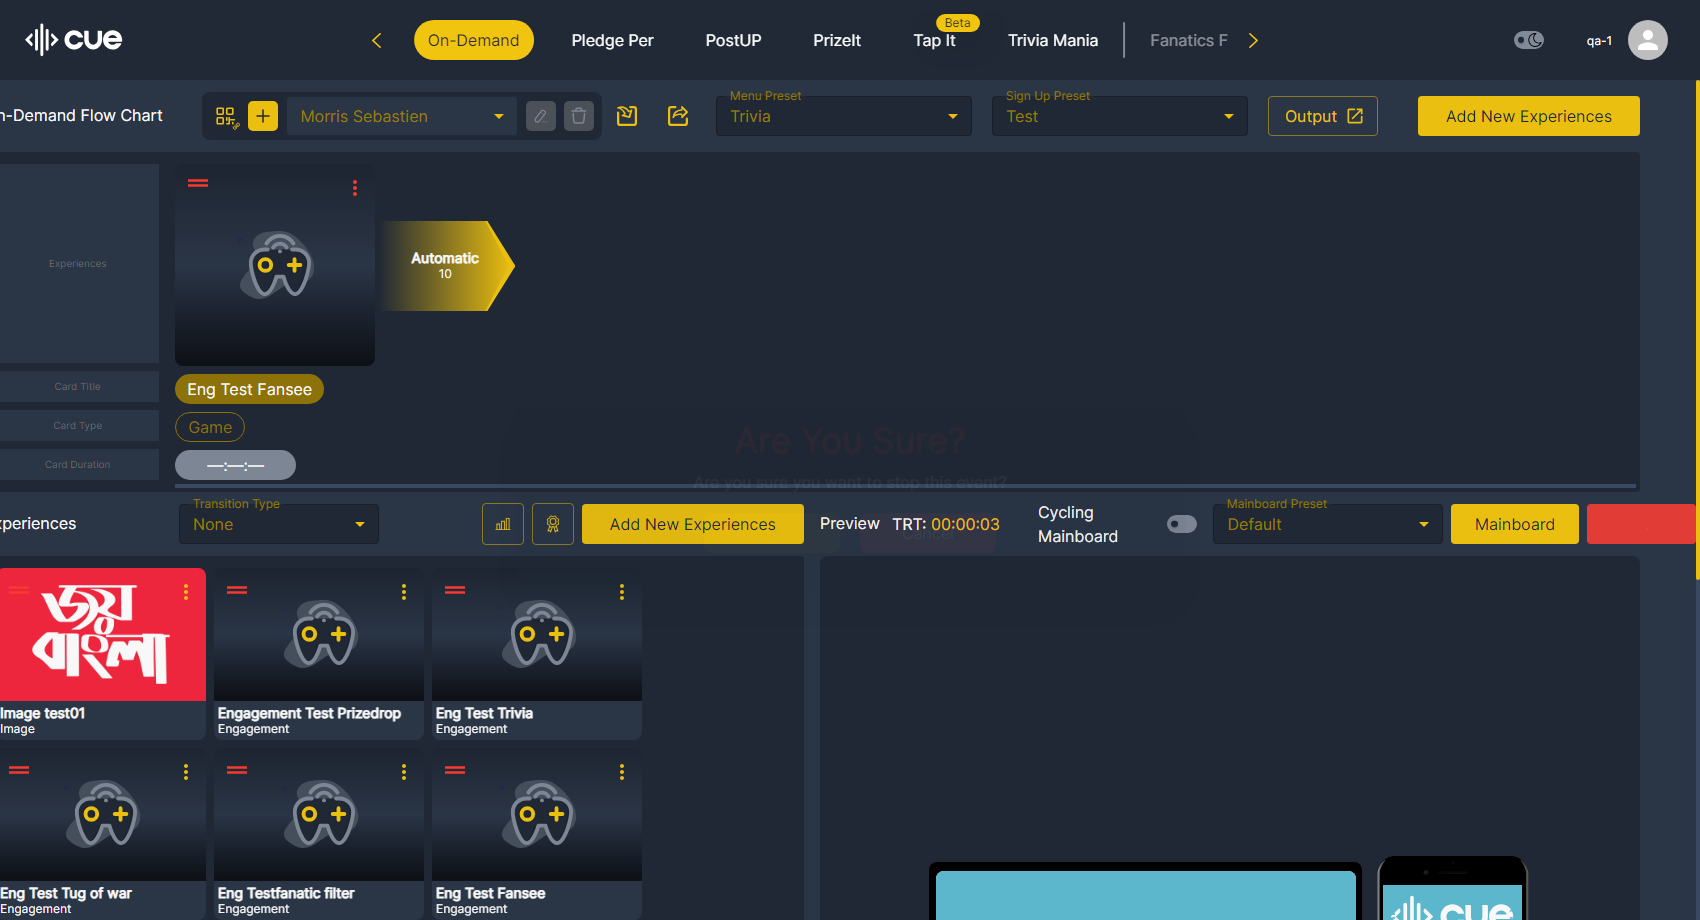 cue
On-Demand
Pledge Per
PostUP
PrizeIt
Beta
Tap It
Trivia Mania
Fanatics F
qa-1
n-Demand Flow Chart
Morris Sebastien
Menu Preset
Trivia
Sign Up Preset
Test
Output
Add New Experiences
Experiences
Automatic
10
Card Title
Eng Test Fansee
Card Type
Game
Card Duration
—:—:—
Are You Sure?
Are you sure you want to stop this event?
Cancel
xperiences
Transition Type
None
Add New Experiences
Preview
TRT: 00:00:03
Cycling
Mainboard
Mainboard Preset
Default
Mainboard
জয়
বাংলা
Image test01
Image
Engagement Test Prizedrop
Engagement
Eng Test Trivia
Engagement
Eng Test Tug of war
Engagement
Eng Testfanatic filter
Engagement
Eng Test Fansee
Engagement
cue